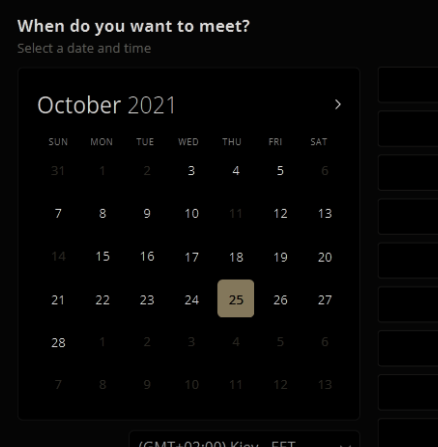 When do you want to meet?
Select a date and time
October 2021
SUN MON TUE WED THU FRI SAT
31 1 2 3 4 5 6
7 8 9 10 11 12 13
14 15 16 17 18 19 20
21 22 23 24 25 26 27
28 1 2 3 4 5 6
7 8 9 10 11 12 13
(GMT+02:00) Kiev - EET